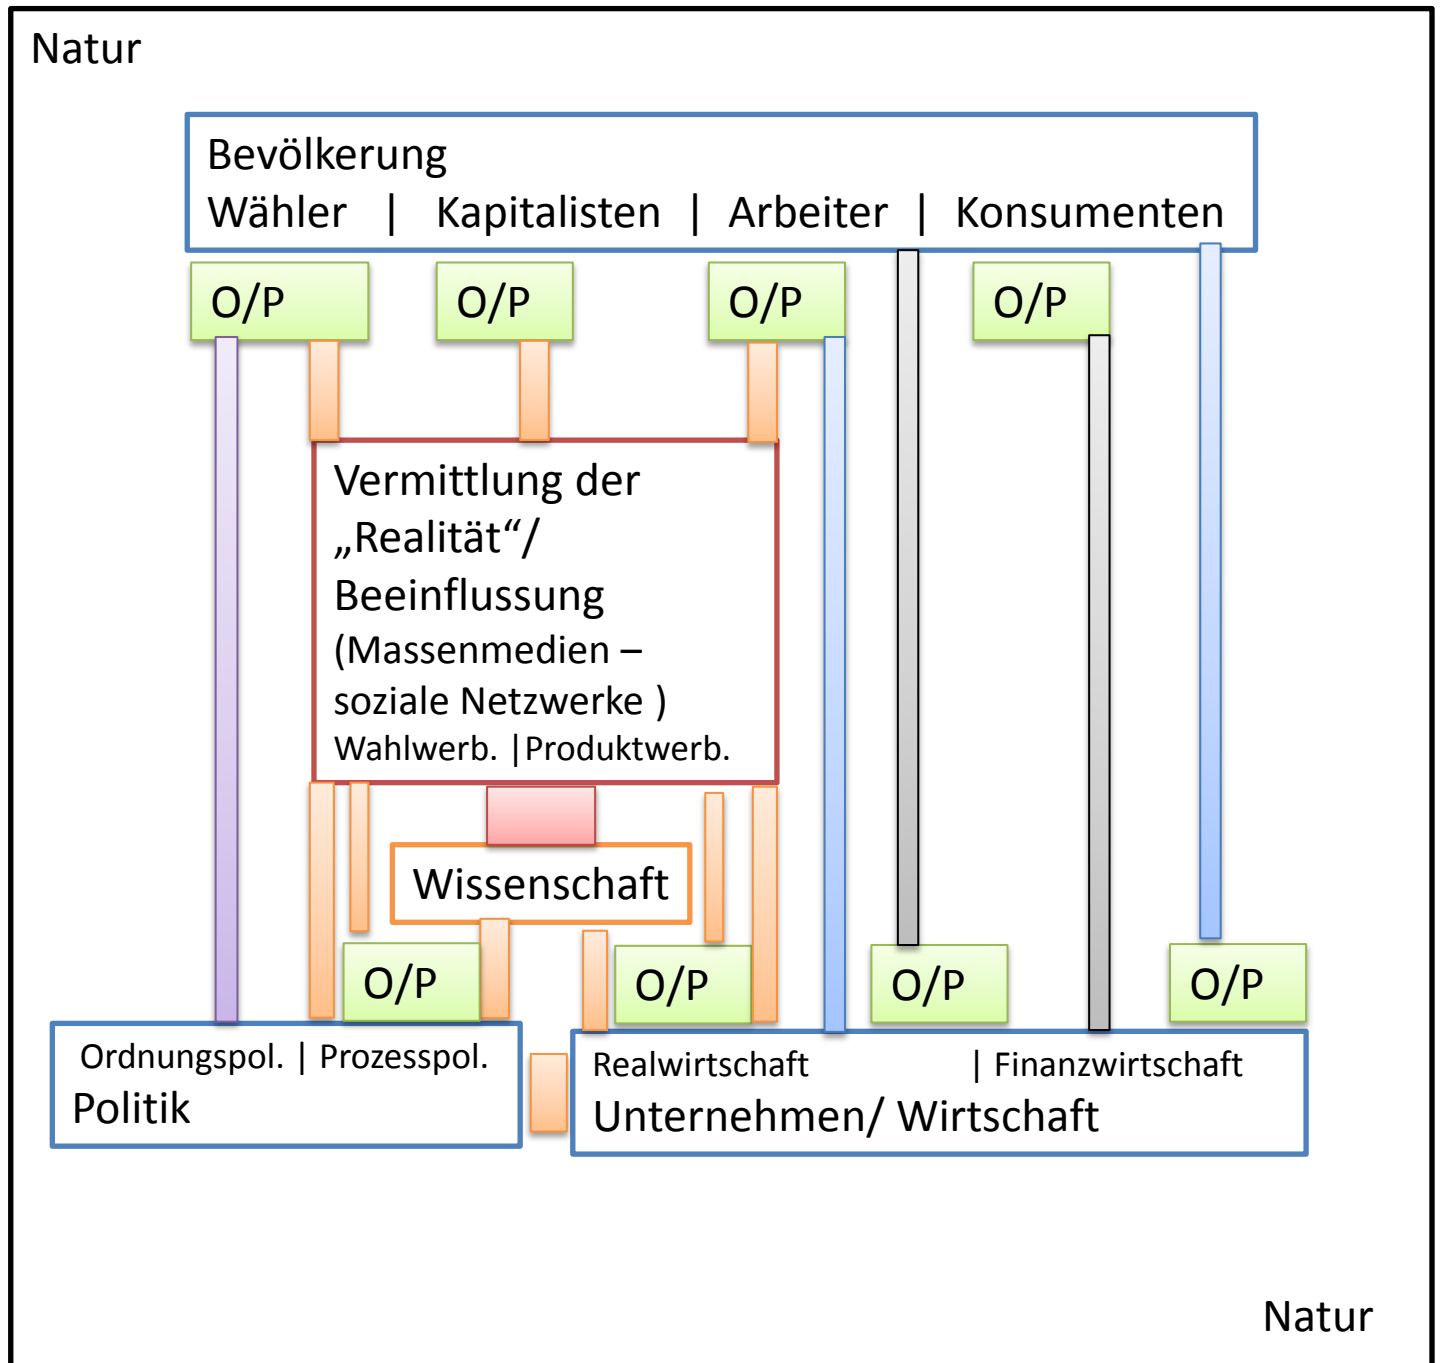 Natur
Bevölkerung
Wähler | Kapitalisten | Arbeiter | Konsumenten
O/P O/P O/P O/P
Vermittlung der
„Realität“/
Beeinflussung
(Massenmedien –
soziale Netzwerke )
Wahlwerb. |Produktwerb.
Wissenschaft
O/P O/P O/P O/P
Ordnungspol. | Prozesspol.
Politik
Realwirtschaft | Finanzwirtschaft
Unternehmen/ Wirtschaft
Natur